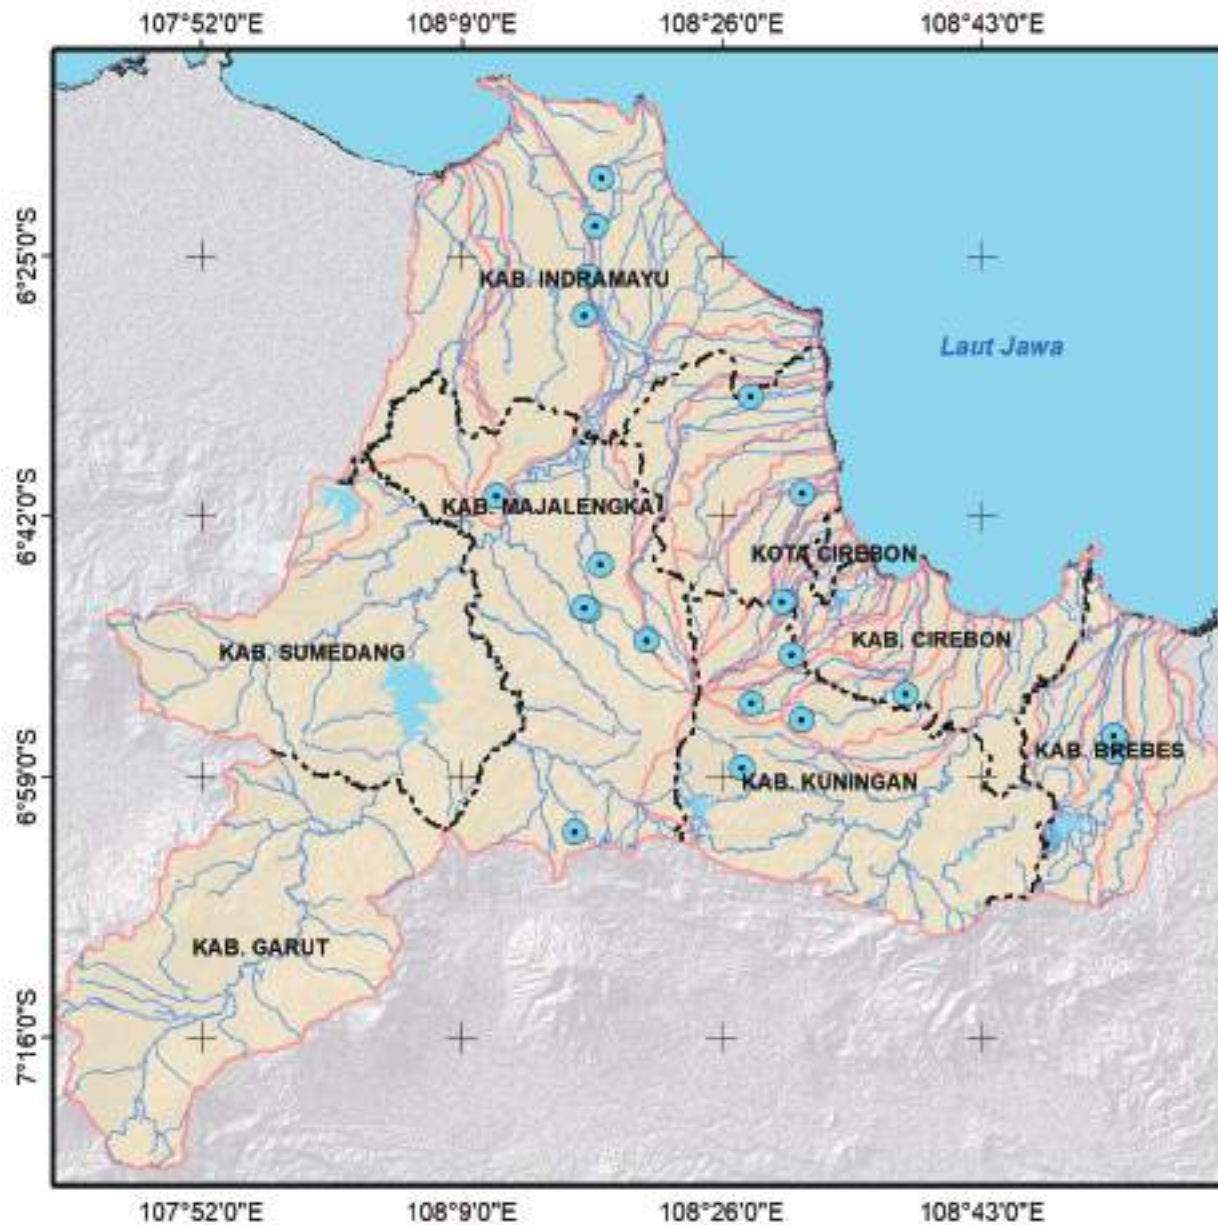 107°52'0"E 108°9'0"E 108°26'0"E 108°43'0"E
6°25'0"S
KAB. INDRAMAYU
Laut Jawa
6°42'0"S
KAB. MAJALENGKA
KOTA CIREBON
KAB. SUMEDANG
KAB. CIREBON
6°59'0"S
KAB. BREBES
KAB. KUNINGAN
KAB. GARUT
7°16'0"S
107°52'0"E 108°9'0"E 108°26'0"E 108°43'0"E